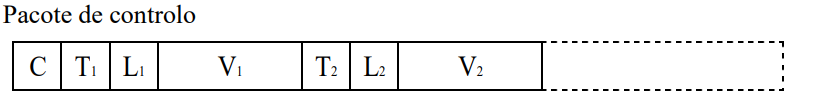 Pacote de controlo
C T₁ L₁ V₁ T₂ L₂ V₂